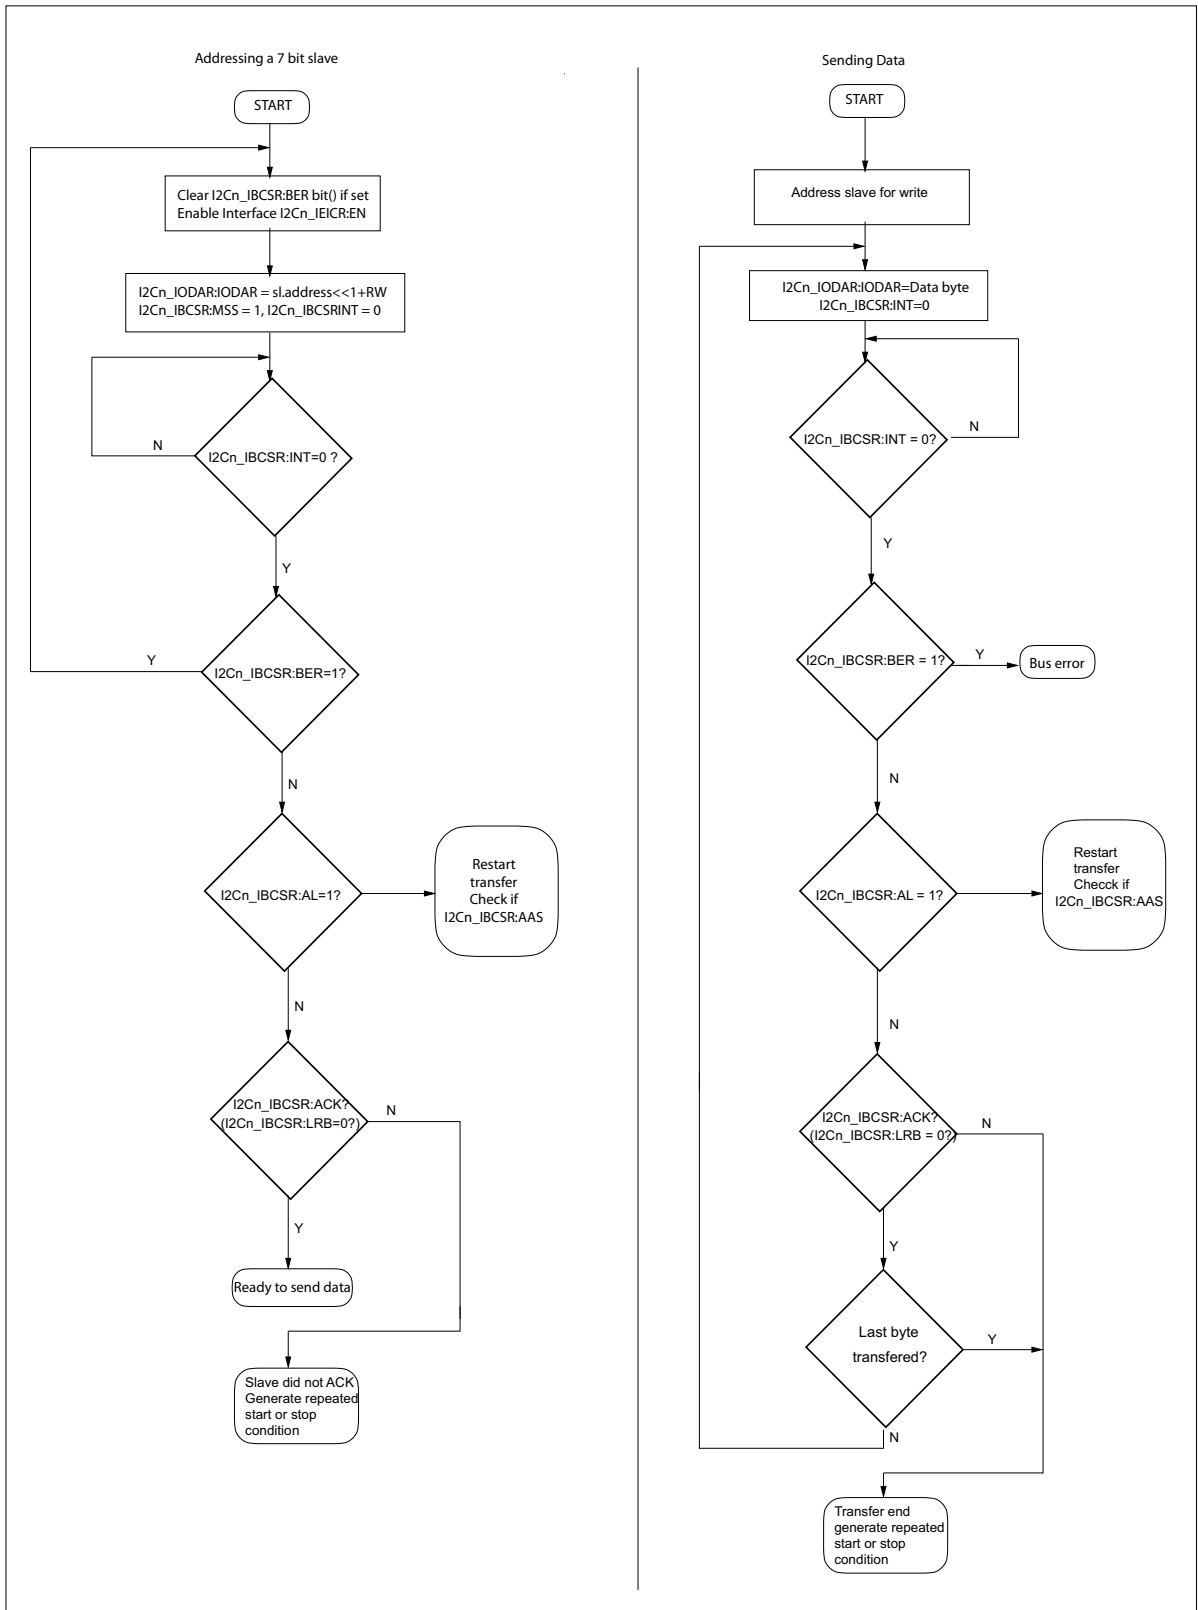 Addressing a 7 bit slave
START
Clear I2Cn_IBCSR:BER bit() if set
Enable Interface I2Cn_IEICR:EN
I2Cn_IODAR:IODAR = sl.address<<1+RW
I2Cn_IBCSR:MSS = 1, I2Cn_IBCSRINT = 0
N
I2Cn_IBCSR:INT=0 ?
Y
Y
I2Cn_IBCSR:BER=1?
N
I2Cn_IBCSR:AL=1?
Restart
transfer
Check if
I2Cn_IBCSR:AAS
N
I2Cn_IBCSR:ACK?
(I2Cn_IBCSR:LRB=0?)
N
Y
Ready to send data
Slave did not ACK
Generate repeated
start or stop
condition
Sending Data
START
Address slave for write
I2Cn_IODAR:IODAR=Data byte
I2Cn_IBCSR:INT=0
I2Cn_IBCSR:INT = 0?
N
Y
I2Cn_IBCSR:BER = 1?
Y
Bus error
N
I2Cn_IBCSR:AL = 1?
Restart
transfer
Checck if
I2Cn_IBCSR:AAS
N
I2Cn_IBCSR:ACK?
(I2Cn_IBCSR:LRB = 0?)
N
Y
Last byte
transfered?
Y
N
Transfer end
generate repeated
start or stop
condition